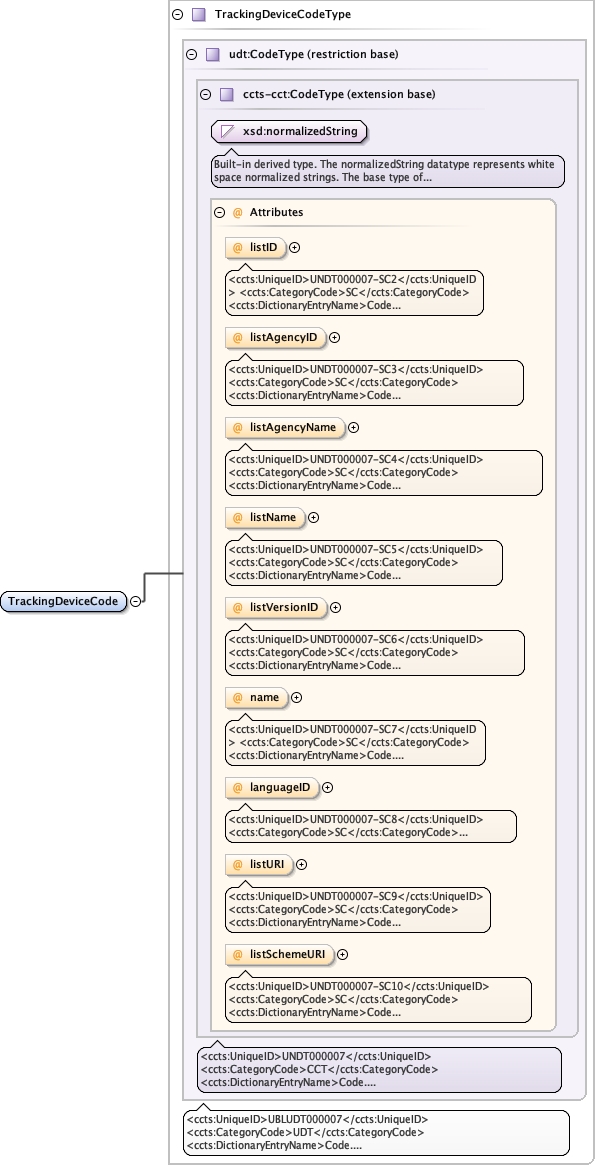 TrackingDeviceCodeType
udt:CodeType (restriction base)
ccts-cct:CodeType (extension base)
xsd:normalizedString
Built-in derived type. The normalizedString datatype represents white
space normalized strings. The base type of...
@ Attributes
@ listID
<ccts:UniqueID>UNDT000007-SC2</ccts:UniqueID
> <ccts:CategoryCode>SC</ccts:CategoryCode>
<ccts:DictionaryEntryName>Code...
@ listAgencyID
<ccts:UniqueID>UNDT000007-SC3</ccts:UniqueID>
<ccts:CategoryCode>SC</ccts:CategoryCode>
<ccts:DictionaryEntryName>Code...
@ listAgencyName
<ccts:UniqueID>UNDT000007-SC4</ccts:UniqueID>
<ccts:CategoryCode>SC</ccts:CategoryCode>
<ccts:DictionaryEntryName>Code...
@ listName
<ccts:UniqueID>UNDT000007-SC5</ccts:UniqueID>
<ccts:CategoryCode>SC</ccts:CategoryCode>
<ccts:DictionaryEntryName>Code...
TrackingDeviceCode
@ listVersionID
<ccts:UniqueID>UNDT000007-SC6</ccts:UniqueID>
<ccts:CategoryCode>SC</ccts:CategoryCode>
<ccts:DictionaryEntryName>Code...
@ name
<ccts:UniqueID>UNDT000007-SC7</ccts:UniqueID
> <ccts:CategoryCode>SC</ccts:CategoryCode>
<ccts:DictionaryEntryName>Code....
@ languageID
<ccts:UniqueID>UNDT000007-SC8</ccts:UniqueID>
<ccts:CategoryCode>SC</ccts:CategoryCode>...
@ listURI
<ccts:UniqueID>UNDT000007-SC9</ccts:UniqueID>
<ccts:CategoryCode>SC</ccts:CategoryCode>
<ccts:DictionaryEntryName>Code...
@ listSchemeURI
<ccts:UniqueID>UNDT000007-SC10</ccts:UniqueID>
<ccts:CategoryCode>SC</ccts:CategoryCode>
<ccts:DictionaryEntryName>Code...
<ccts:UniqueID>UNDT000007</ccts:UniqueID>
<ccts:CategoryCode>CCT</ccts:CategoryCode>
<ccts:DictionaryEntryName>Code....
<ccts:UniqueID>UBLUDT000007</ccts:UniqueID>
<ccts:CategoryCode>UDT</ccts:CategoryCode>
<ccts:DictionaryEntryName>Code....